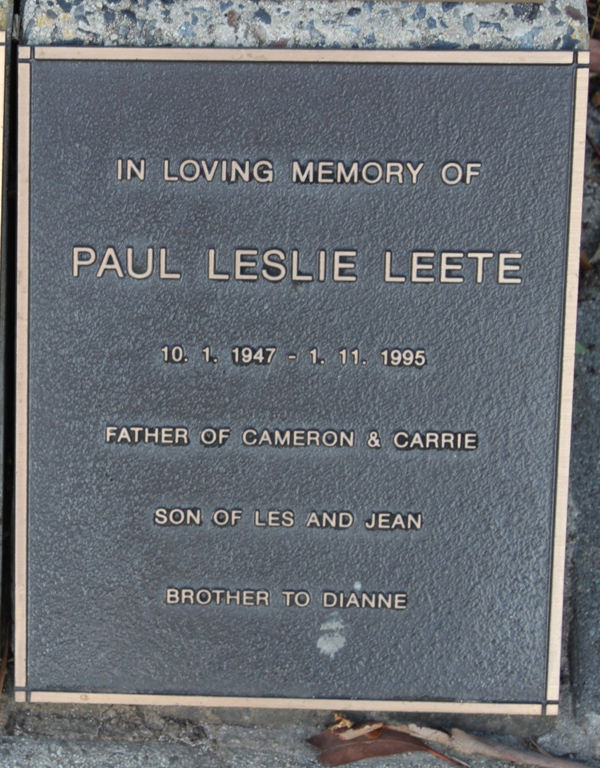 IN LOVING MEMORY OF
PAUL LESLIE LEETE
10. 1. 1947 - 1. 11. 1995
FATHER OF CAMERON & CARRIE
SON OF LES AND JEAN
BROTHER TO DIANNE